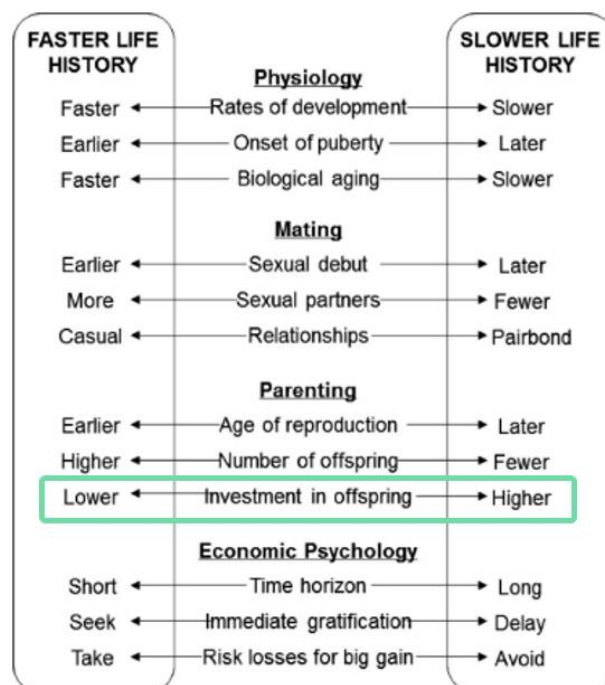 FASTER LIFE HISTORY
SLOWER LIFE HISTORY
Physiology
Faster Rates of development Slower
Earlier Onset of puberty Later
Faster Biological aging Slower
Mating
Earlier Sexual debut Later
More Sexual partners Fewer
Casual Relationships Pairbond
Parenting
Earlier Age of reproduction Later
Higher Number of offspring Fewer
Lower Investment in offspring Higher
Economic Psychology
Short Time horizon Long
Seek Immediate gratification Delay
Take Risk losses for big gain Avoid